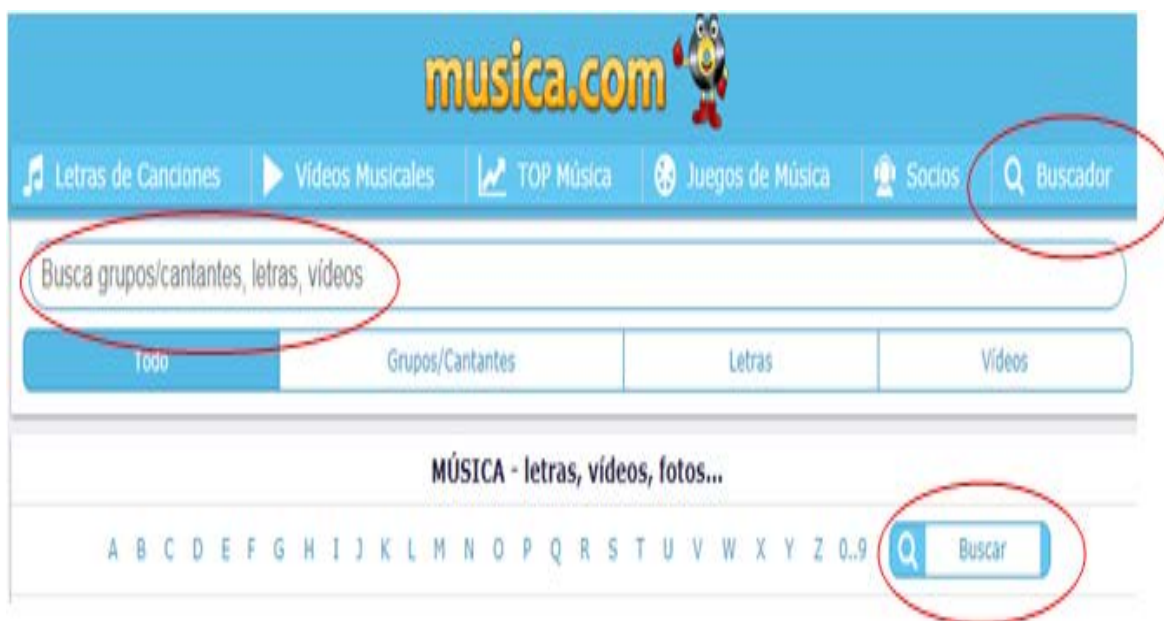 musica.com
Letras de Canciones Vídeos Musicales TOP Música Juegos de Música Socios Buscador
Busca grupos/cantantes, letras, vídeos
Todo Grupos/Cantantes Letras Vídeos
MÚSICA - letras, vídeos, fotos...
A B C D E F G H I J K L M N O P Q R S T U V W X Y Z 0..9 Buscar